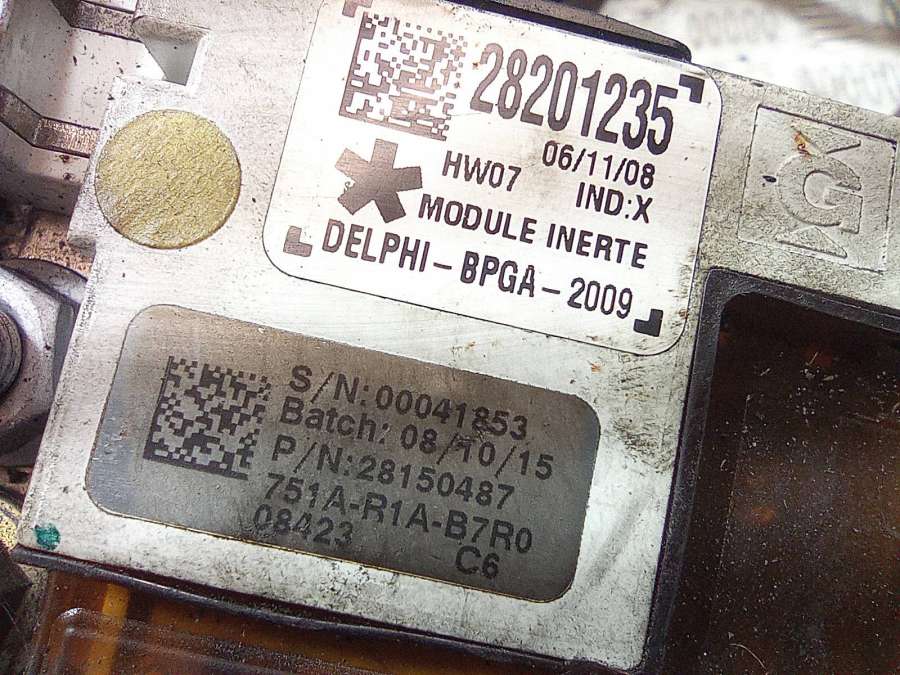 28201235
06/11/08
HW07
IND:X
MODULE INERTE
DELPHI-BPGA-2009
S/N:00041853
Batch: 08/10/15
P/N:28150487
751A-R1A-B7R0
08423 C6